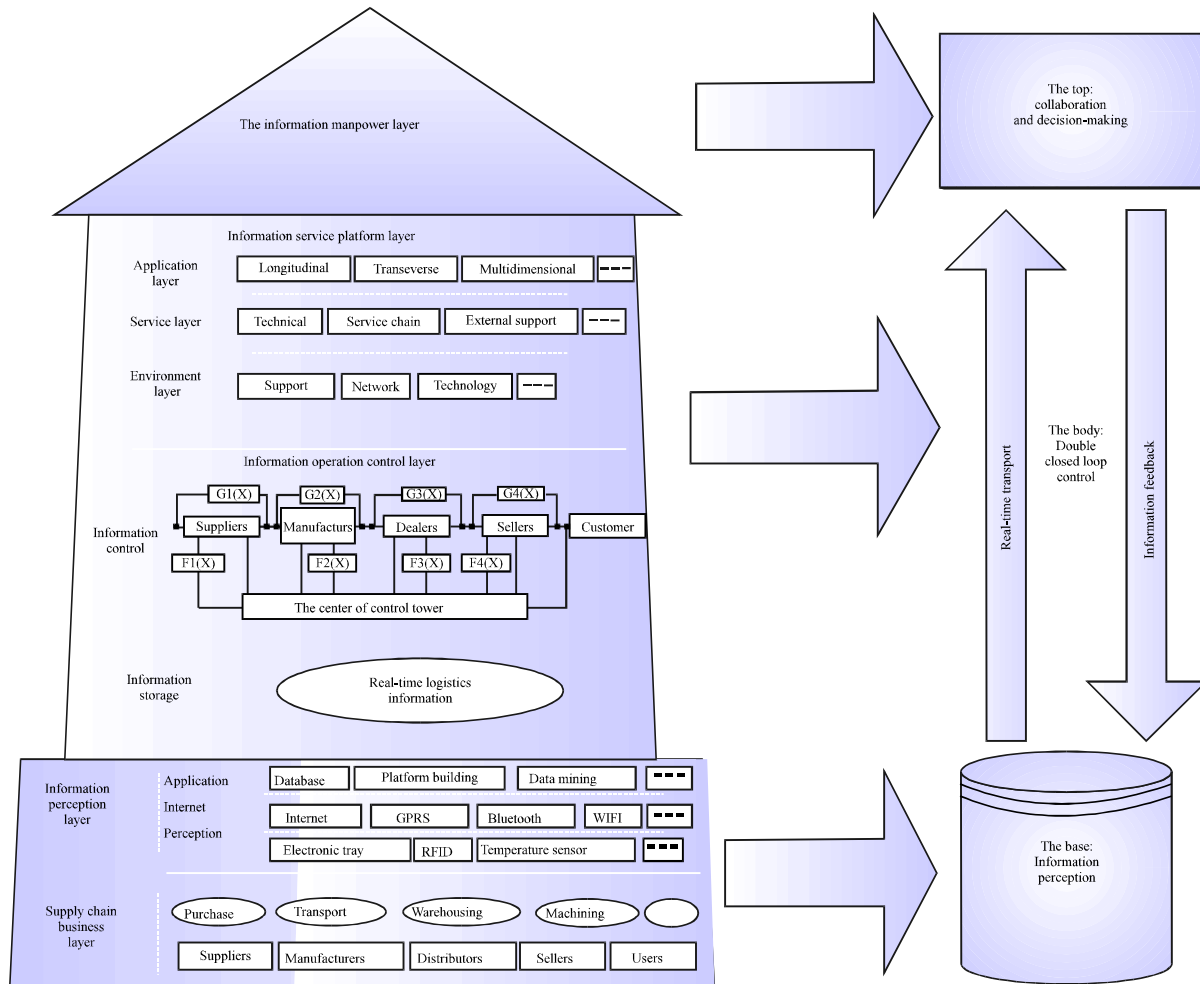 The information manpower layer
The top:
collaboration
and decision-making
Information service platform layer
Application
layer
Longitudinal
Transeverse
Multidimensional
Service layer
Technical
Service chain
External support
Environment
layer
Support
Network
Technology
Information operation control layer
Information
control
G1(X)
G2(X)
G3(X)
G4(X)
Suppliers
Manufacturs
Dealers
Sellers
Customer
F1(X)
F2(X)
F3(X)
F4(X)
The center of control tower
Information
storage
Real-time logistics
information
Real-time transport
The body:
Double
closed loop
control
Information feedback
Information
perception
layer
Application
Database
Platform building
Data mining
Internet
Internet
GPRS
Bluetooth
WIFI
Perception
Electronic tray
RFID
Temperature sensor
Supply chain
business
layer
Purchase
Transport
Warehousing
Machining
Suppliers
Manufacturers
Distributors
Sellers
Users
The base:
Information
perception